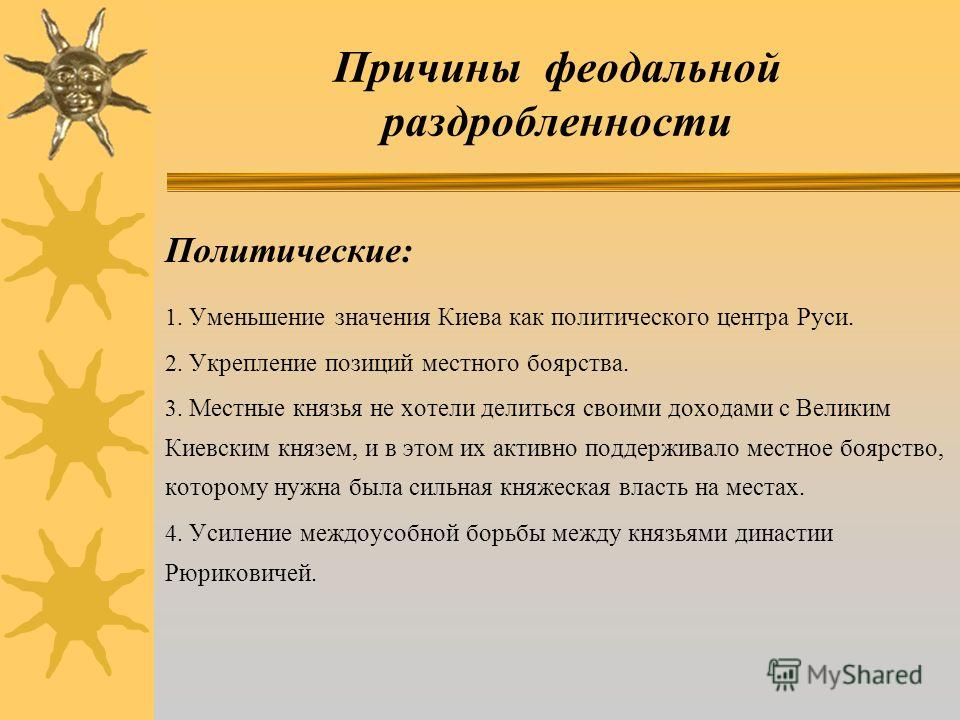 Причины феодальной
раздробленности
Политические:
1. Уменьшение значения Киева как политического центра Руси.
2. Укрепление позиций местного боярства.
3. Местные князья не хотели делиться своими доходами с Великим
Киевским князем, и в этом их активно поддерживало местное боярство,
которому нужна была сильная княжеская власть на местах.
4. Усиление междоусобной борьбы между князьями династии
Рюриковичей.
MyShared